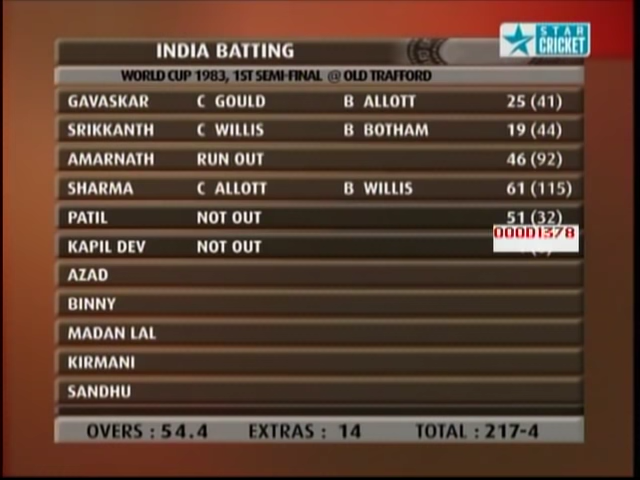 STAR
CRICKET
INDIA BATTING
WORLD CUP 1983, 1ST SEMI-FINAL @ OLD TRAFFORD
GAVASKAR C GOULD B ALLOTT 25 (41)
SRIKKANTH C WILLIS B BOTHAM 19 (44)
AMARNATH RUN OUT 46 (92)
SHARMA C ALLOTT B WILLIS 61 (115)
PATIL NOT OUT 51 (32)
000D1378
KAPIL DEV NOT OUT
AZAD
BINNY
MADAN LAL
KIRMANI
SANDHU
OVERS : 54.4 EXTRAS : 14 TOTAL : 217-4